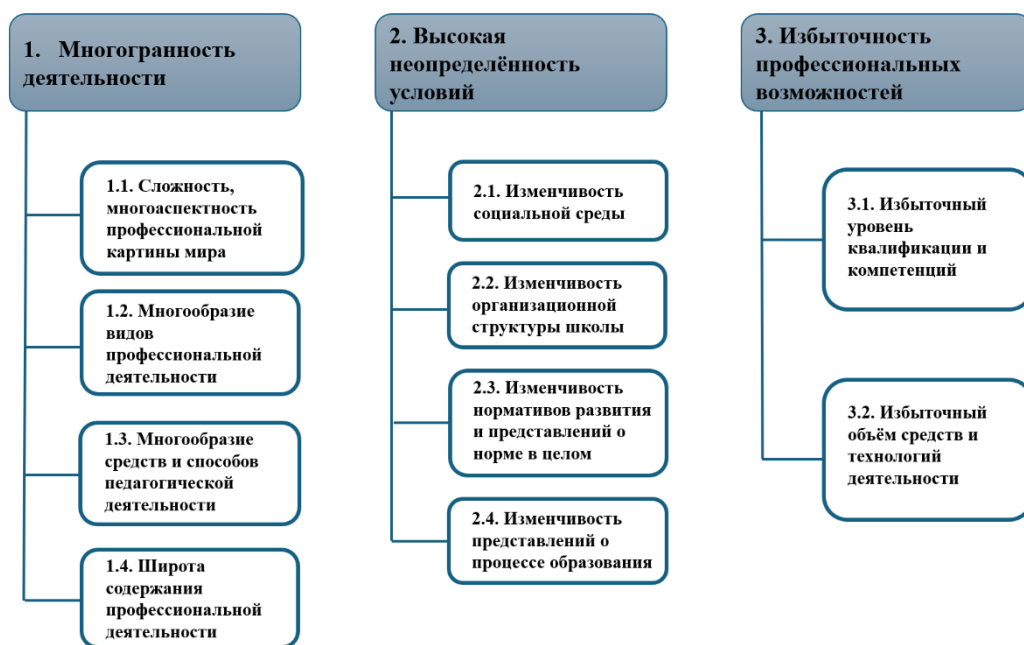 1. Многогранность
деятельности
1.1. Сложность,
многоаспектность
профессиональной
картины мира
1.2. Многообразие
видов
профессиональной
деятельности
1.3. Многообразие
средств и способов
педагогической
деятельности
1.4. Широта
содержания
профессиональной
деятельности
2. Высокая
неопределённость
условий
2.1. Изменчивость
социальной среды
2.2. Изменчивость
организационной
структуры школы
2.3. Изменчивость
нормативов развития
и представлений о
норме в целом
2.4. Изменчивость
представлений о
процессе образования
3. Избыточность
профессиональных
возможностей
3.1. Избыточный
уровень
квалификации и
компетенций
3.2. Избыточный
объём средств и
технологий
деятельности